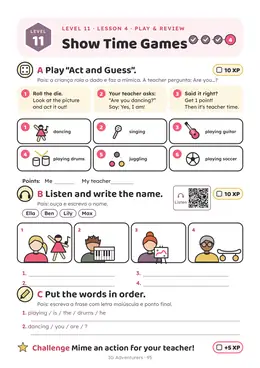 LEVEL 11 • LESSON 4 • PLAY & REVIEW
LEVEL
11
Show Time Games
4
A Play "Act and Guess".
10 XP
Pois: a criança rola o dado e faz a mímica. A teacher pergunta: Are you...?
1 Roll the die.
Look at the picture
and act it out!
2 Your teacher asks:
"Are you dancing?"
Say: Yes, I am!
3 Said it right?
Get 1 point!
Then it's teacher time.
1 dancing
2 singing
3 playing guitar
4 playing drums
5 juggling
6 playing soccer
Points: Me My teacher
B Listen and write the name.
Listen
10 XP
Pois: ouça e escreva o nome.
Ella Ben Lily Max
1 2 3 4
1. 3.
2. 4.
C Put the words in order.
Pois: escreva a frase com letra maiúscula e ponto final.
1. playing / is / the / drums / he
2. dancing / you / are / ?
Challenge Mime an action for your teacher!
+5 XP